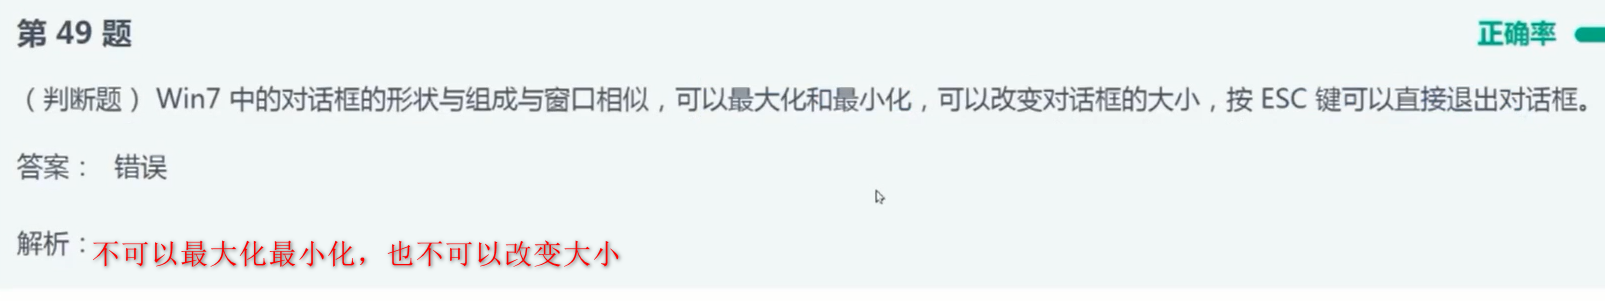 第 49 题
正确率
（判断题） Win7 中的对话框的形状与组成与窗口相似，可以最大化和最小化，可以改变对话框的大小，按 ESC 键可以直接退出对话框。
答案： 错误
解析：不可以最大化最小化，也不可以改变大小